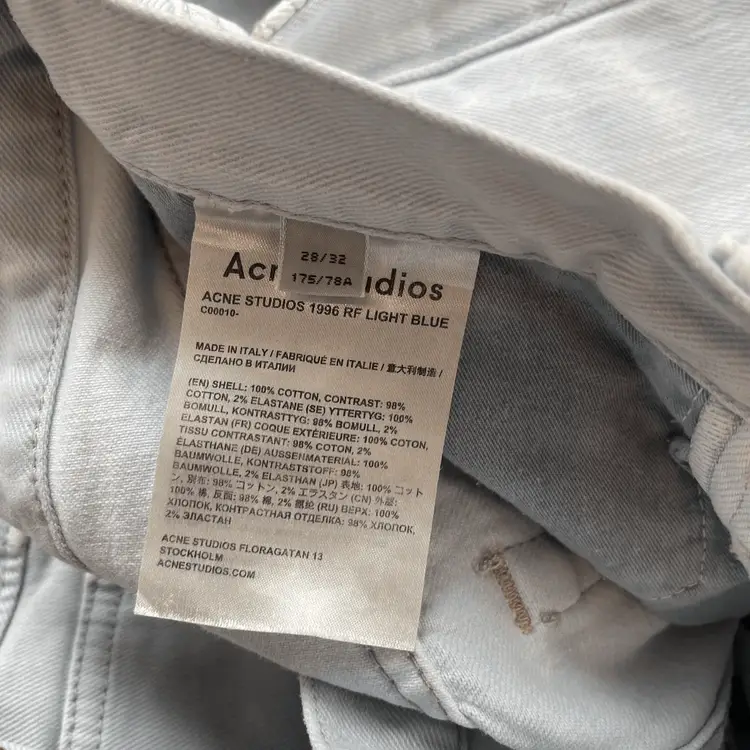 28/32
175/78A
Acne Studios
ACNE STUDIOS 1996 RF LIGHT BLUE
C00010-
MADE IN ITALY / FABRIQUÉ EN ITALIE / 意大利制造 /
СДЕЛАНО В ИТАЛИИ
(EN) SHELL: 100% COTTON, CONTRAST: 98%
COTTON, 2% ELASTANE (SE) YTTERTYG: 100%
BOMULL, KONTRASTTYG: 98% BOMULL, 2%
ELASTAN (FR) COQUE EXTÉRIEURE: 100% COTON,
TISSU CONTRASTANT: 98% COTON, 2%
ÉLASTHANE (DE) AUSSENMATERIAL: 100%
BAUMWOLLE, KONTRASTSTOFF: 98%
BAUMWOLLE, 2% ELASTHAN (JP) 表地: 100% コット
ン, 別布: 98% コットン, 2% エラスタン (CN) 外层:
100% 棉, 反面: 98% 棉, 2% 氨纶 (RU) ВЕРХ: 100%
ХЛОПОК, КОНТРАСТНАЯ ОТДЕЛКА: 98% ХЛОПОК,
2% ЭЛАСТАН
ACNE STUDIOS FLORAGATAN 13
STOCKHOLM
ACNESTUDIOS.COM